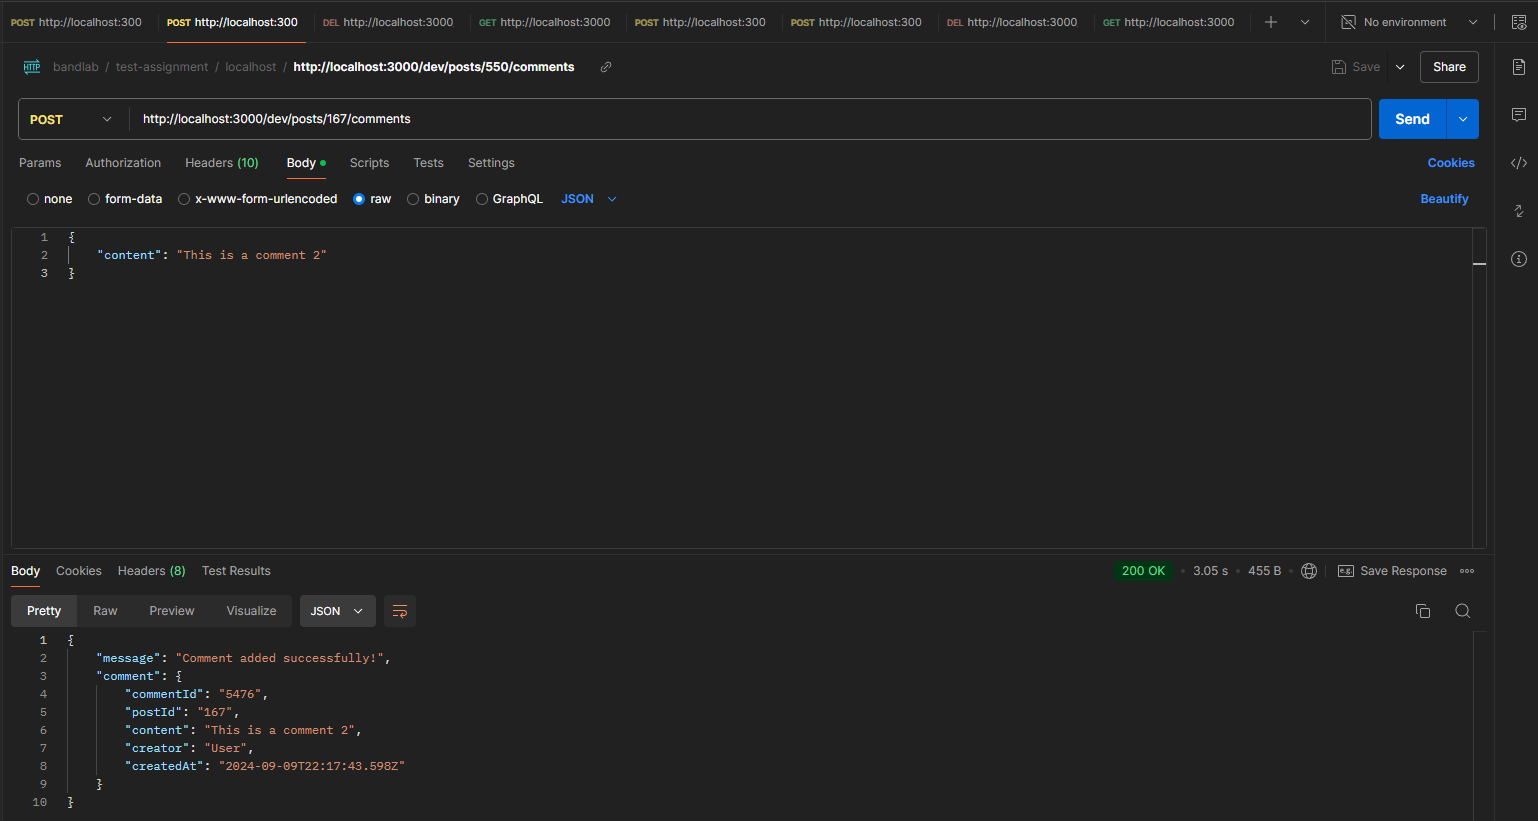 POST http://localhost:300 POST http://localhost:300 DEL http://localhost:3000 GET http://localhost:3000 POST http://localhost:300 POST http://localhost:300 DEL http://localhost:3000 GET http://localhost:3000 No environment
HTTP bandlab / test-assignment / localhost / http://localhost:3000/dev/posts/550/comments Save Share
POST http://localhost:3000/dev/posts/167/comments Send
Params Authorization Headers (10) Body Scripts Tests Settings Cookies
none form-data x-www-form-urlencoded raw binary GraphQL JSON Beautify
1 {
2 "content": "This is a comment 2"
3 }
Body Cookies Headers (8) Test Results 200 OK • 3.05 s • 455 B • e.g. Save Response
Pretty Raw Preview Visualize JSON
1 {
2 "message": "Comment added successfully!",
3 "comment": {
4 "commentId": "5476",
5 "postId": "167",
6 "content": "This is a comment 2",
7 "creator": "User",
8 "createdAt": "2024-09-09T22:17:43.598Z"
9 }
10 }